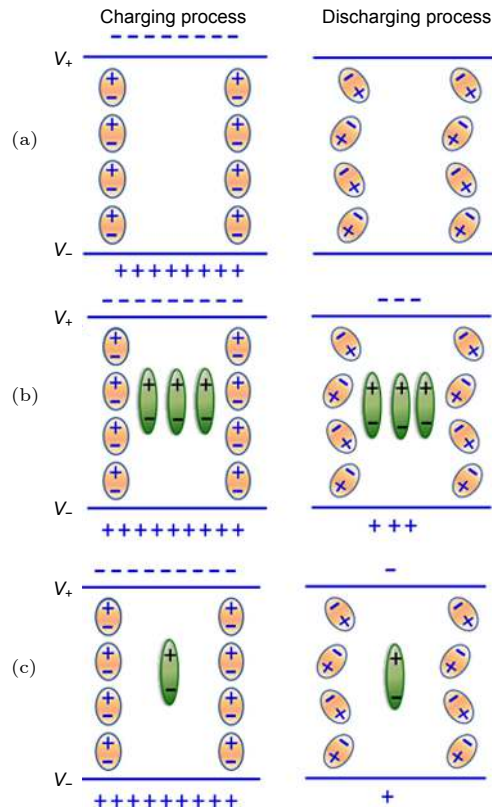 Charging process
Discharging process
V₊
(a)
V₋
V₊
(b)
V₋
V₊
(c)
V₋